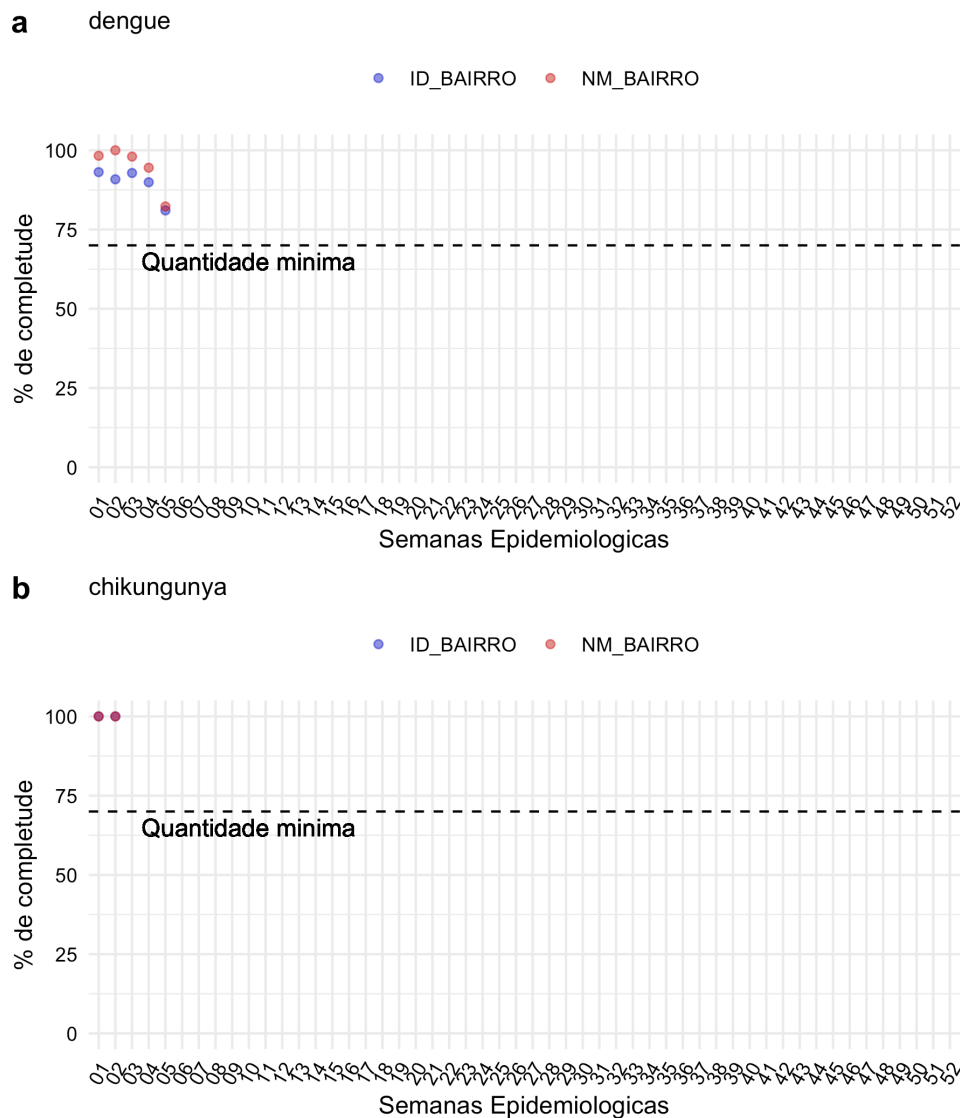 a dengue
ID_BAIRRO NM_BAIRRO
100
75
50
25
0
% de completude
Quantidade minima
01 02 03 04 05 06 07 08 09 10 11 12 13 14 15 16 17 18 19 20 21 22 23 24 25 26 27 28 29 30 31 32 33 34 35 36 37 38 39 40 41 42 43 44 45 46 47 48 49 50 51 52
Semanas Epidemiologicas
b chikungunya
ID_BAIRRO NM_BAIRRO
100
75
50
25
0
% de completude
Quantidade minima
01 02 03 04 05 06 07 08 09 10 11 12 13 14 15 16 17 18 19 20 21 22 23 24 25 26 27 28 29 30 31 32 33 34 35 36 37 38 39 40 41 42 43 44 45 46 47 48 49 50 51 52
Semanas Epidemiologicas